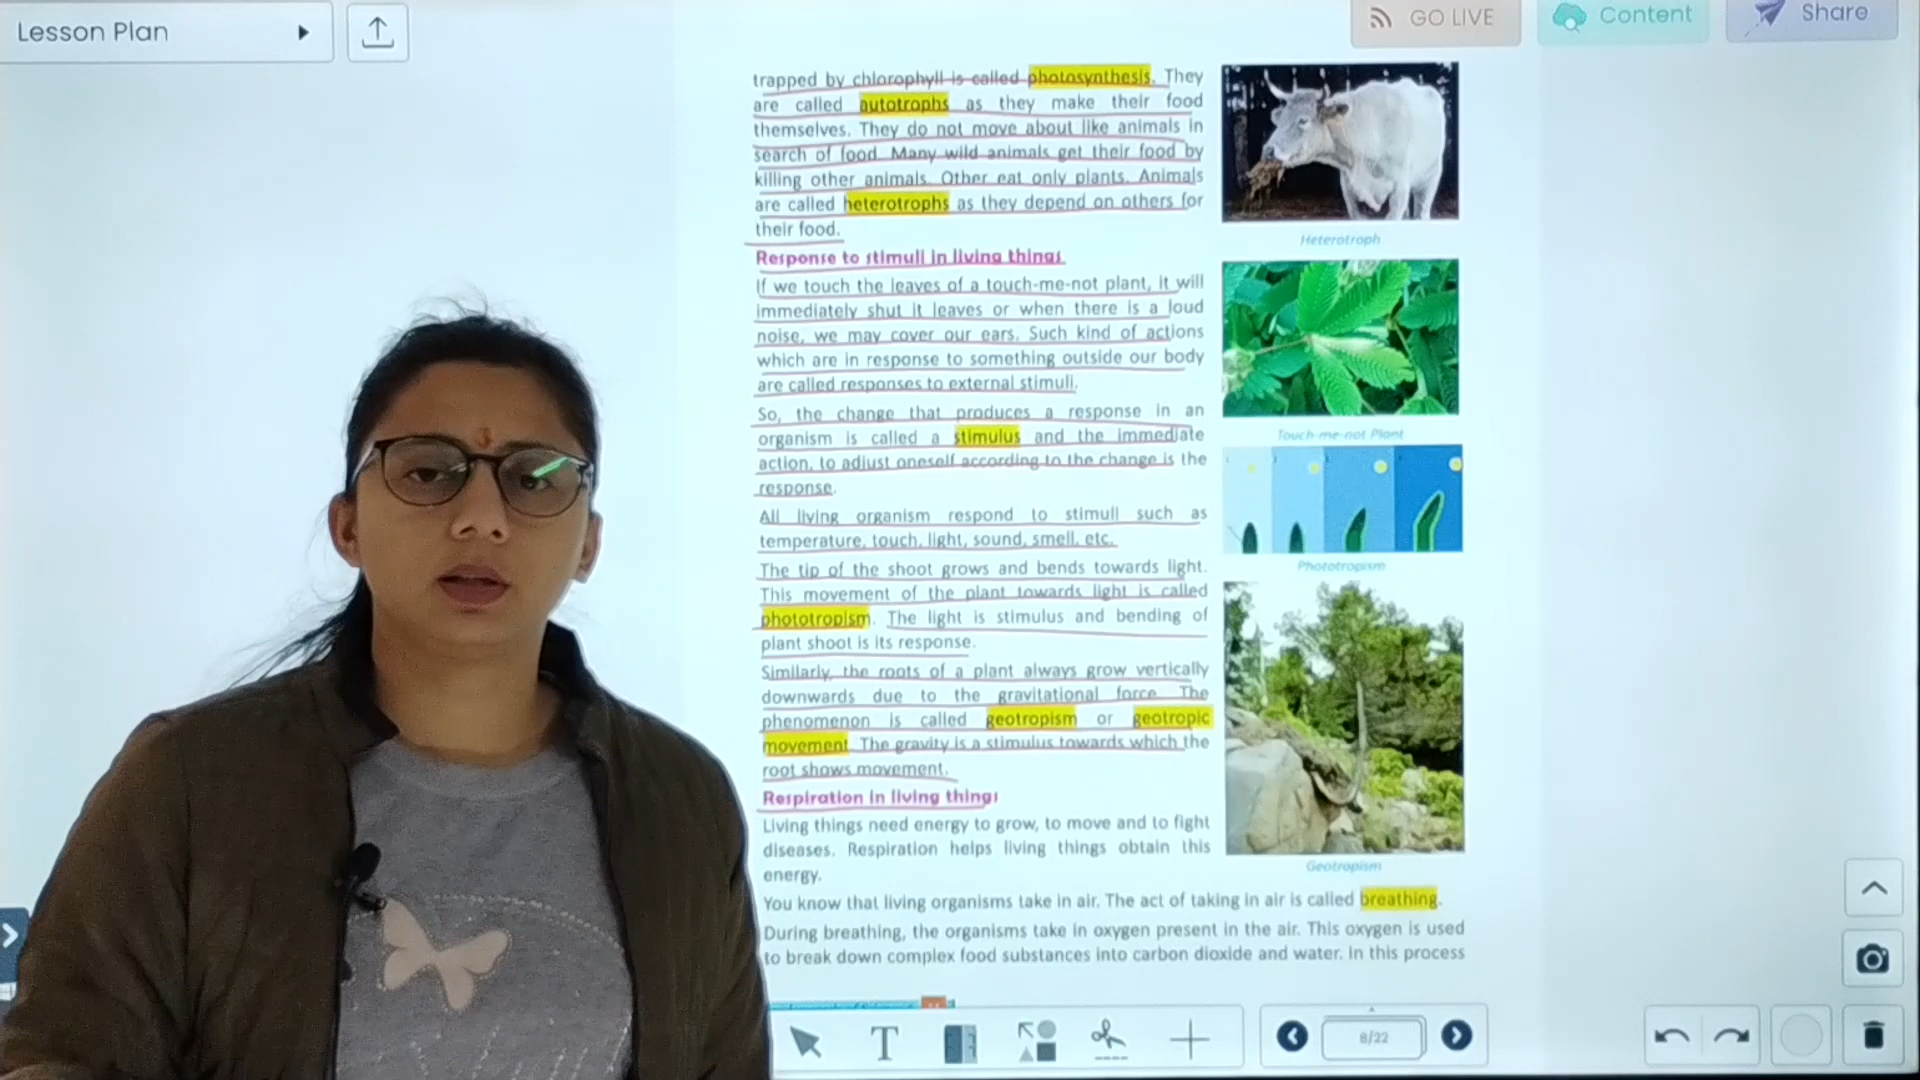 Lesson Plan
GO LIVE
Content
Share
trapped by chlorophyll is called photosynthesis. They
are called autotrophs as they make their food
themselves. They do not move about like animals in
search of food. Many wild animals get their food by
killing other animals. Other eat only plants. Animals
are called heterotrophs as they depend on others for
their food.
Response to stimuli in living things
If we touch the leaves of a touch-me-not plant, it will
immediately shut it leaves or when there is a loud
noise, we may cover our ears. Such kind of actions
which are in response to something outside our body
are called responses to external stimuli.
So, the change that produces a response in an
organism is called a stimulus and the immediate
action, to adjust oneself according to the change is the
response.
All living organism respond to stimuli such as
temperature, touch, light, sound, smell, etc.
The tip of the shoot grows and bends towards light.
This movement of the plant towards light is called
phototropism. The light is stimulus and bending of
plant shoot is its response.
Similarly, the roots of a plant always grow vertically
downwards due to the gravitational force. The
phenomenon is called geotropism or geotropic
movement. The gravity is a stimulus towards which the
root shows movement.
Respiration in living things
Living things need energy to grow, to move and to fight
diseases. Respiration helps living things obtain this
energy.
You know that living organisms take in air. The act of taking in air is called breathing.
During breathing, the organisms take in oxygen present in the air. This oxygen is used
to break down complex food substances into carbon dioxide and water. In this process
Heterotroph
Touch-me-not Plant
Phototropism
Geotropism
T
8/22